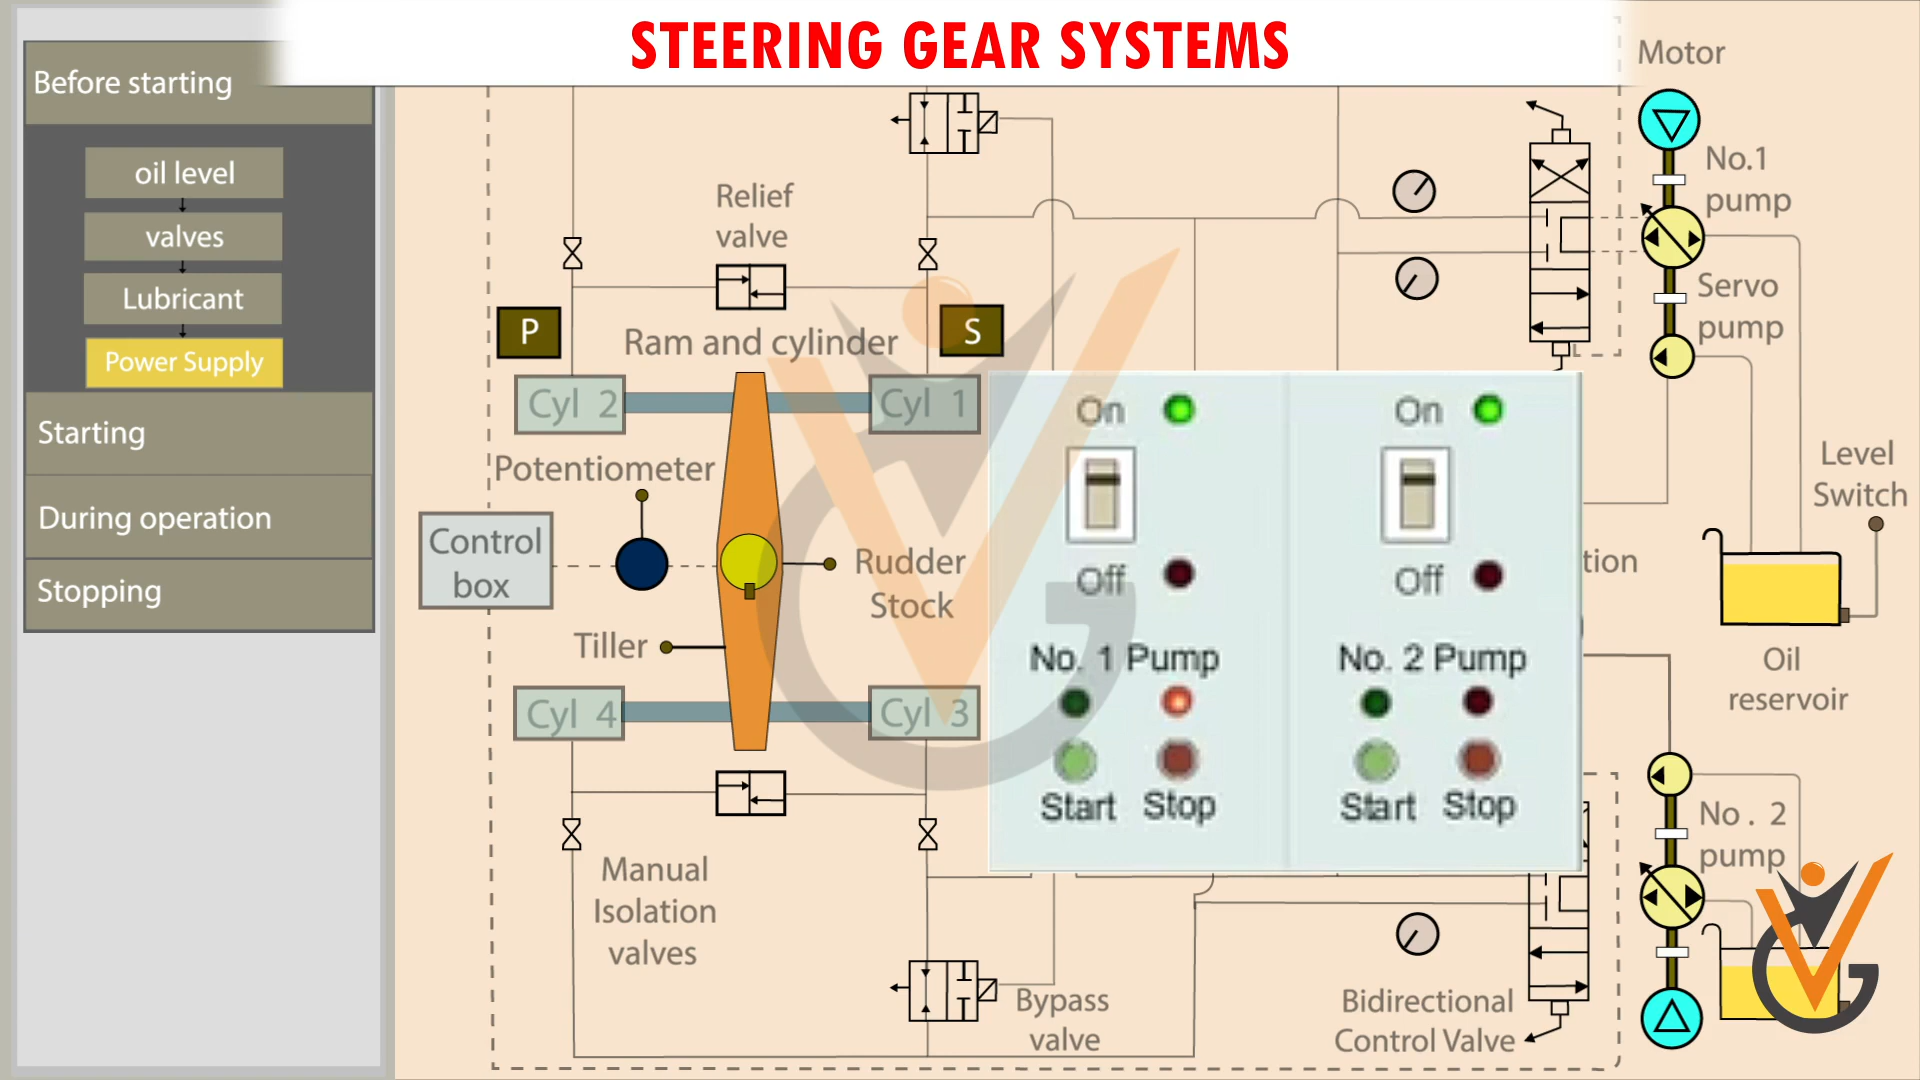 STEERING GEAR SYSTEMS
Before starting
oil level
valves
Lubricant
Power Supply
Starting
During operation
Stopping
Motor
No.1
pump
Servo
pump
Relief
valve
P
S
Ram and cylinder
Cyl 2
Cyl 1
Potentiometer
Control
box
Rudder
Stock
Tiller
Cyl 4
Cyl 3
On
On
Off
Off
No. 1 Pump
No. 2 Pump
Start
Stop
Start
Stop
tion
Level
Switch
Oil
reservoir
No. 2
pump
Manual
Isolation
valves
Bypass
valve
Bidirectional
Control Valve